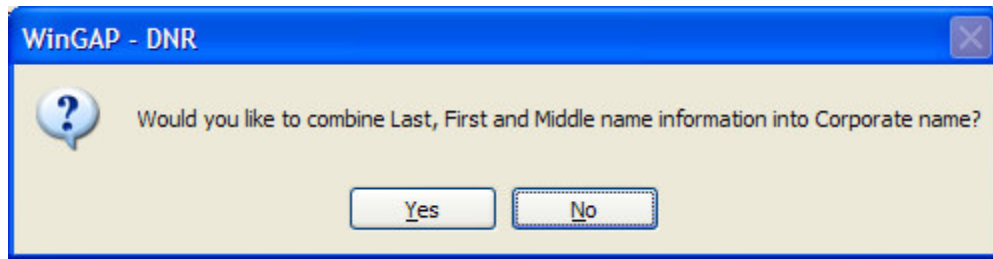 WinGAP - DNR
Would you like to combine Last, First and Middle name information into Corporate name?
Yes No